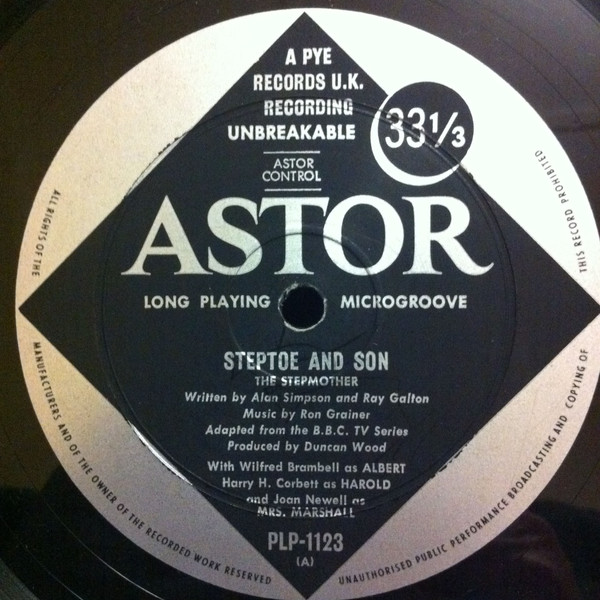 A PYE
RECORDS U.K.
RECORDING
UNBREAKABLE
33 1/3
ASTOR
CONTROL
ASTOR
LONG PLAYING MICROGROOVE
STEPTOE AND SON
THE STEPMOTHER
Written by Alan Simpson and Ray Galton
Music by Ron Grainer
Adapted from the B.B.C. TV Series
Produced by Duncan Wood
With Wilfred Brambell as ALBERT
Harry H. Corbett as HAROLD
and Joan Newell as
MRS. MARSHALL
PLP-1123
(A)
ALL RIGHTS OF THE
MANUFACTURERS AND OF THE OWNER OF THE RECORDED WORK RESERVED
UNAUTHORISED PUBLIC PERFORMANCE BROADCASTING AND COPYING OF
THIS RECORD PROHIBITED